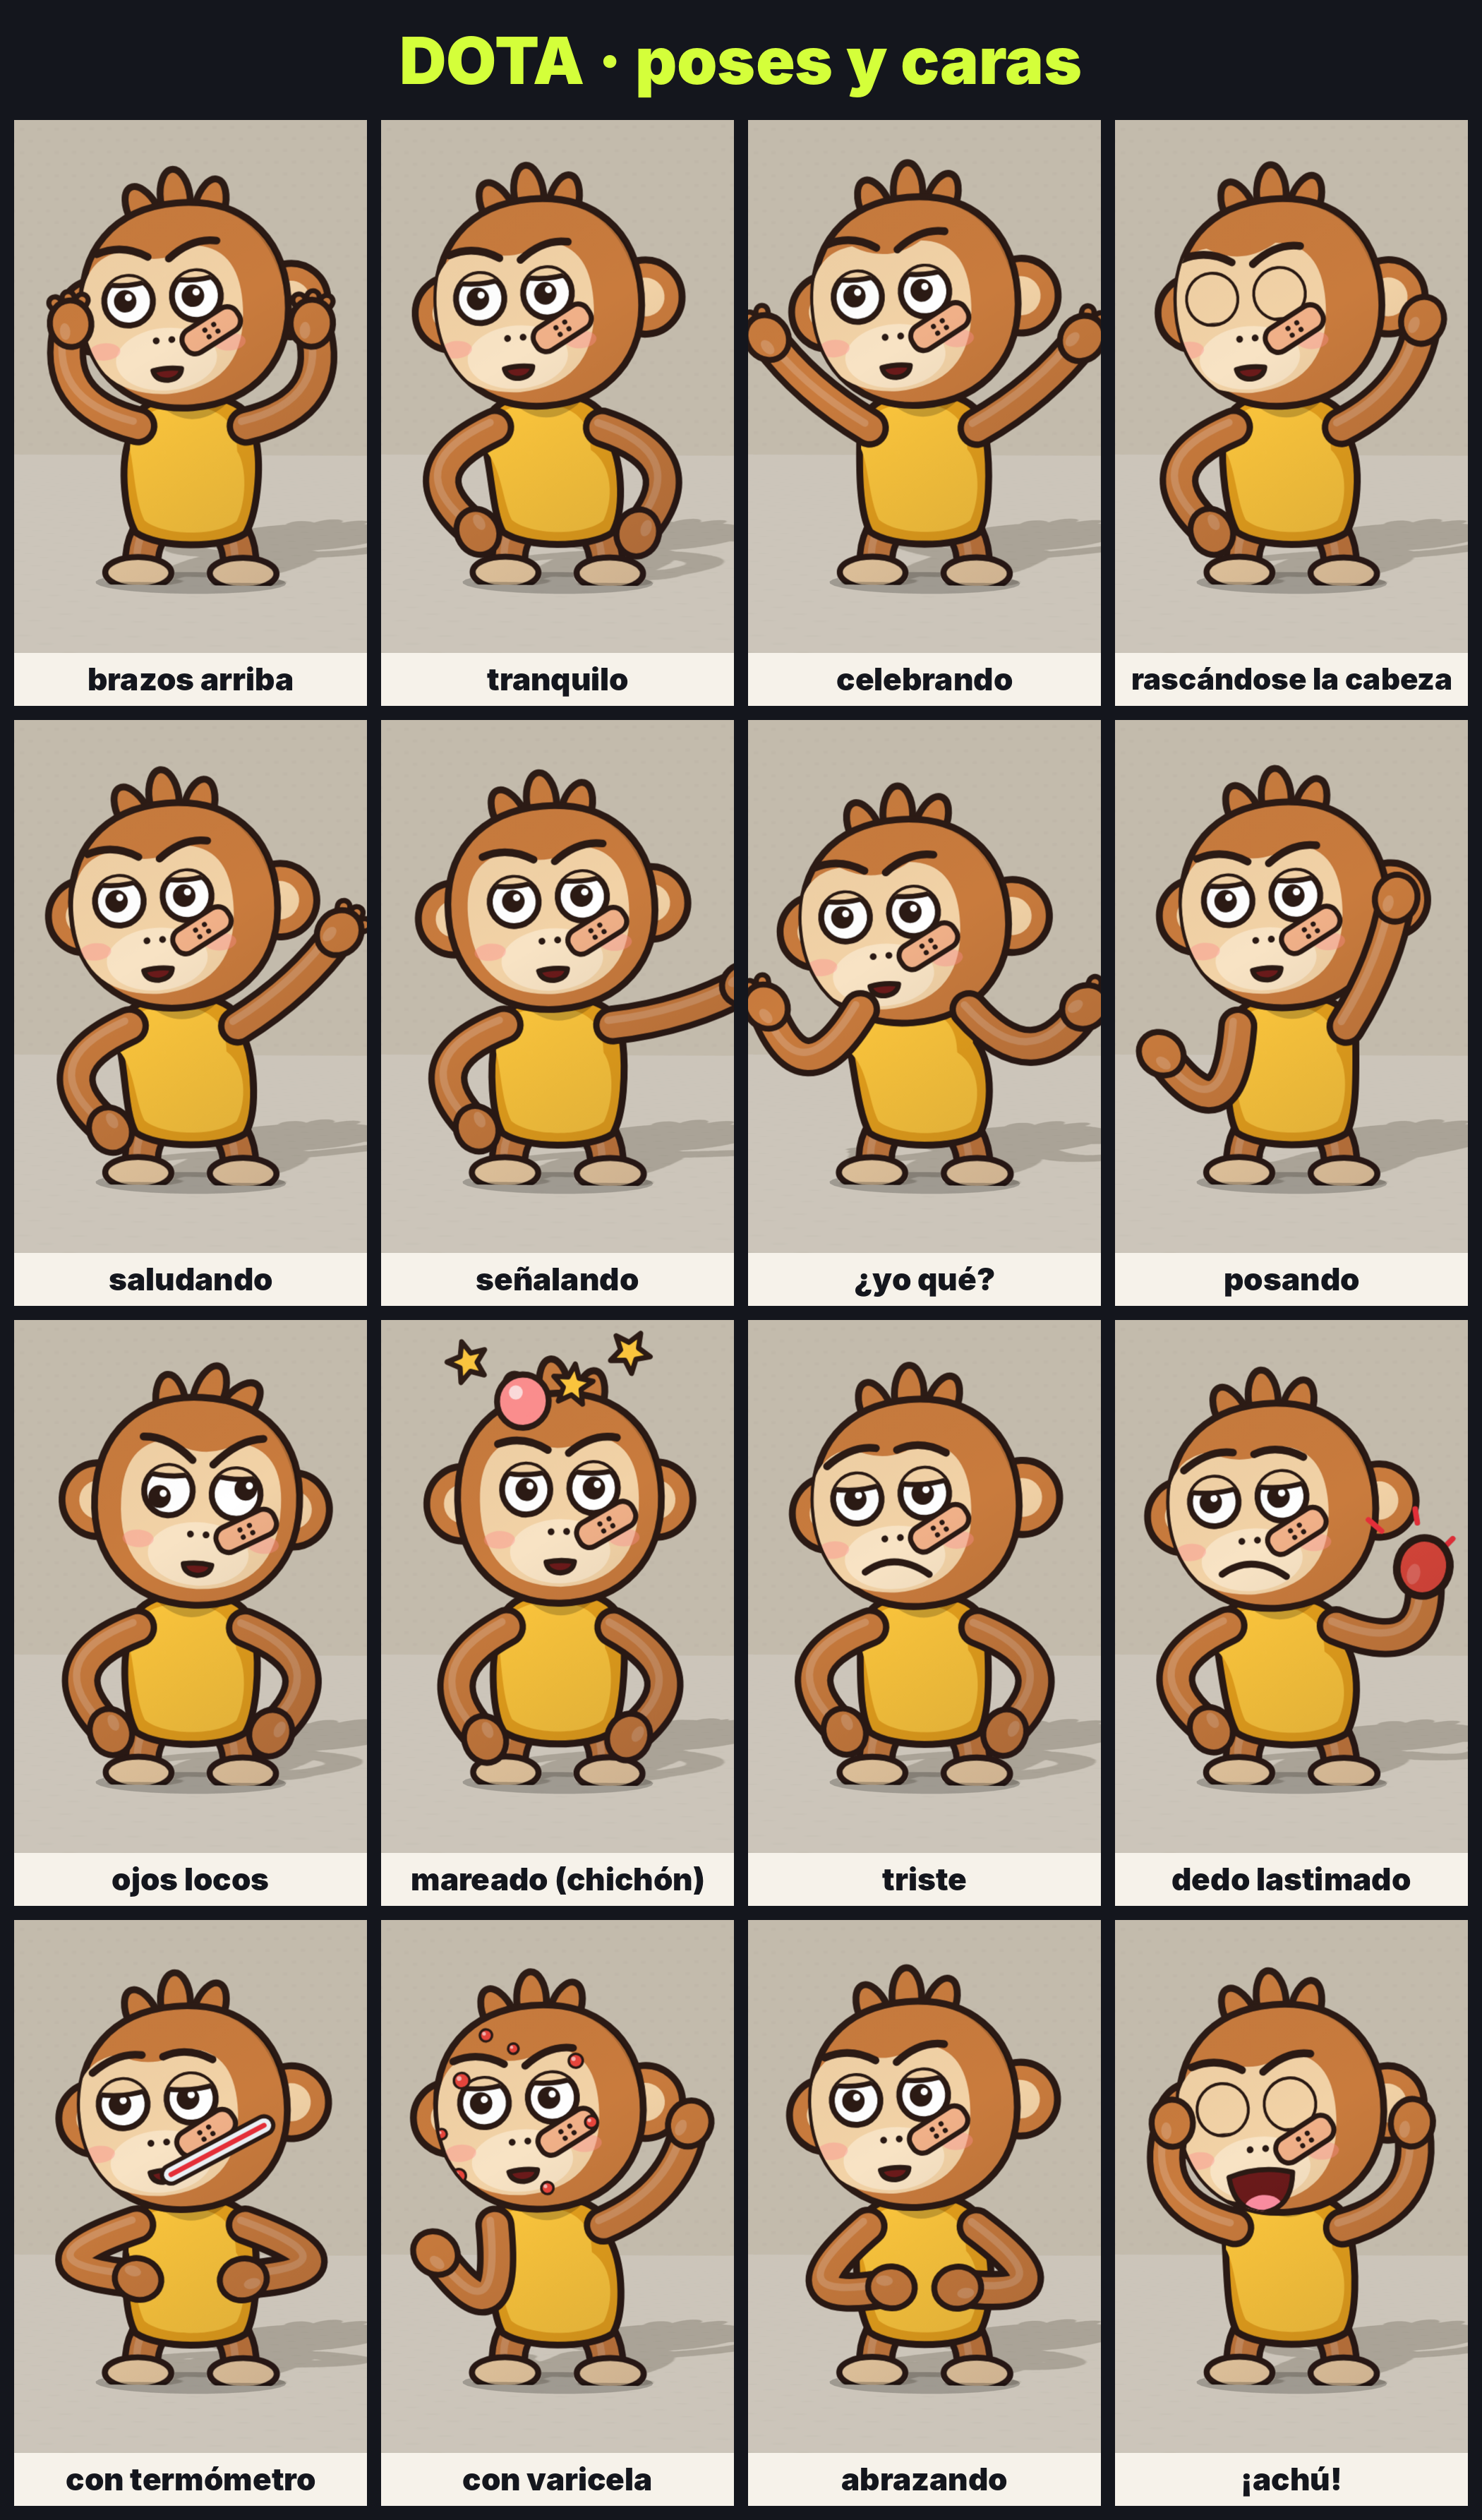 DOTA · poses y caras
brazos arriba
tranquilo
celebrando
rascándose la cabeza
saludando
señalando
¿yo qué?
posando
ojos locos
mareado (chichón)
triste
dedo lastimado
con termómetro
con varicela
abrazando
¡achú!